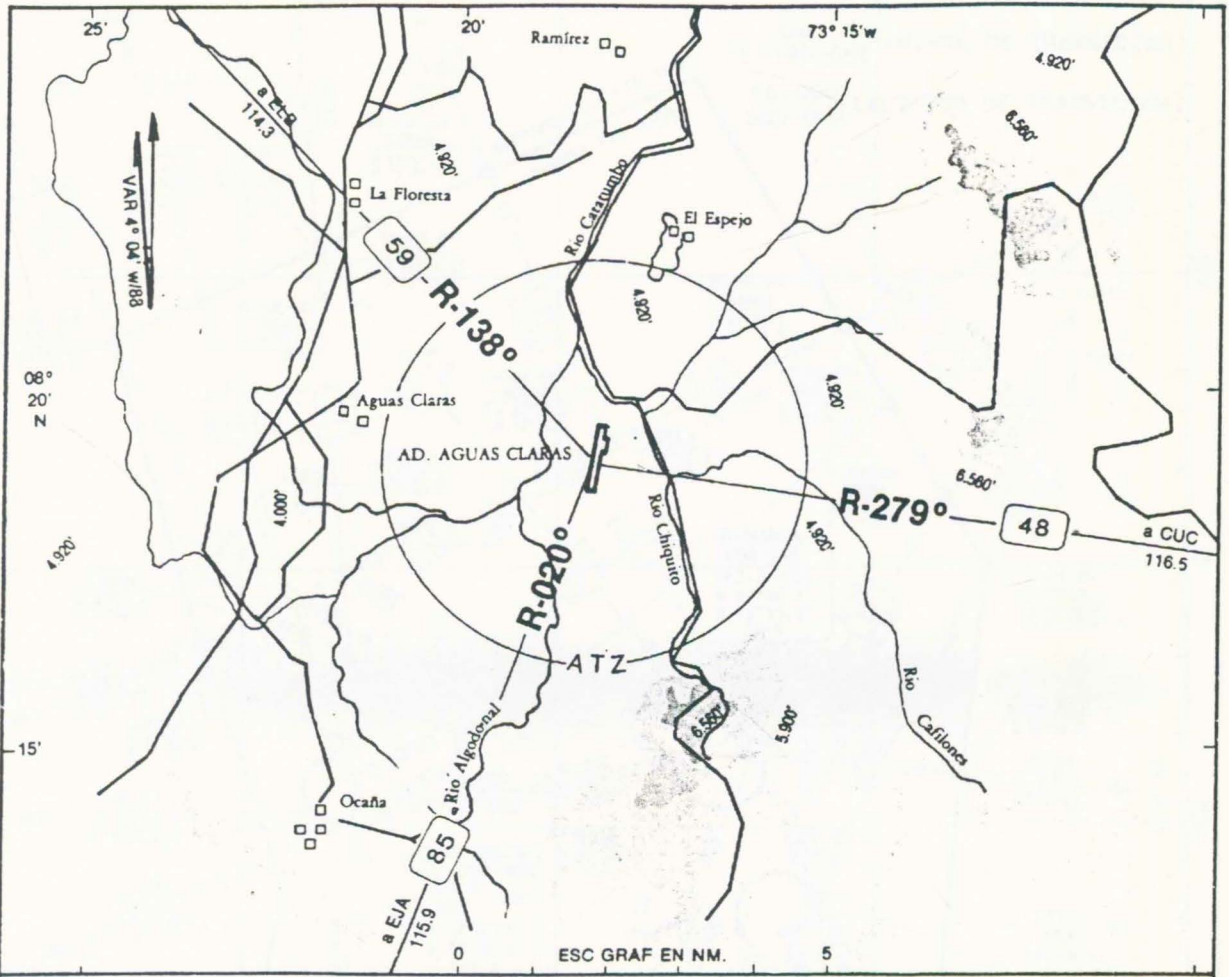 25'
20'
73° 15'W
Ramírez
4.920'
a ELB
114.3
6.560'
4.920'
VAR 4° 04' W/88
La Floresta
Río Catatumbo
El Espejo
59
R-138°
4.920'
08°
20'
N
Aguas Claras
4.920'
AD. AGUAS CLARAS
6.560'
4.000'
R-279°
48
a CUC
116.5
Río Chiquito
4.920'
4.920'
R-020°
ATZ
Río
Cafilones
6.560'
5.900'
15'
Río Algodonal
Ocaña
85
a EJA
115.9
0
ESC GRAF EN NM.
5